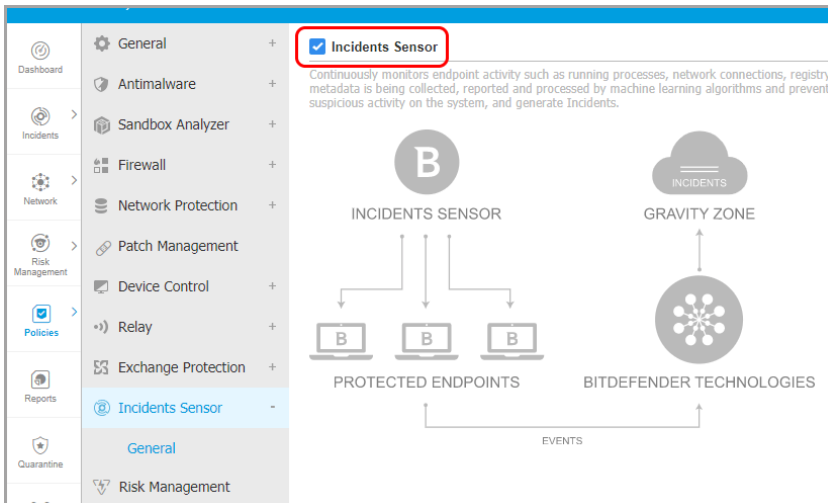 Dashboard
Incidents
Network
Risk
Management
Policies
Reports
Quarantine
General +
Antimalware +
Sandbox Analyzer +
Firewall +
Network Protection +
Patch Management
Device Control +
Relay +
Exchange Protection +
Incidents Sensor -
General
Risk Management
Incidents Sensor
Continuously monitors endpoint activity such as running processes, network connections, registry
metadata is being collected, reported and processed by machine learning algorithms and prevent
suspicious activity on the system, and generate Incidents.
B
INCIDENTS
INCIDENTS SENSOR
GRAVITY ZONE
B B B
PROTECTED ENDPOINTS
BITDEFENDER TECHNOLOGIES
EVENTS